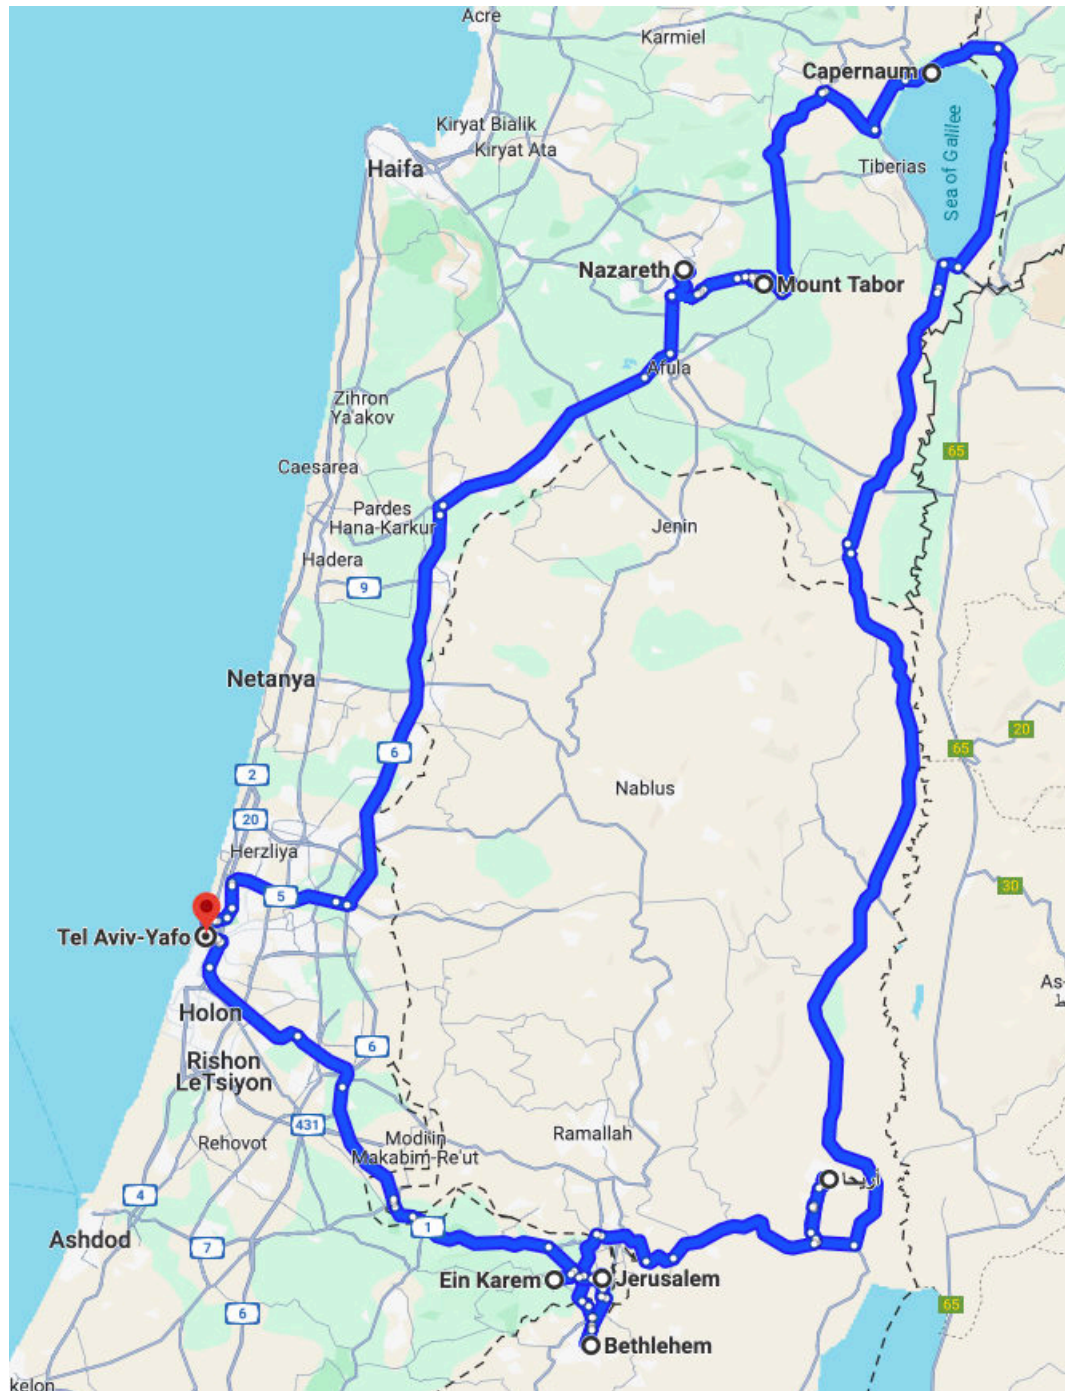 Acre
Karmiel
Capernaum
Kiryat Bialik
Kiryat Ata
Haifa
Tiberias
Sea of Galilee
Nazareth
Mount Tabor
Afula
Zihron
Ya'akov
65
Caesarea
Pardes
Hana-Karkur
Jenin
Hadera
9
Netanya
20
6
65
2
Nablus
20
Herzliya
30
5
Tel Aviv-Yafo
As-
Holon
6
Rishon
LeTsiyon
431
Modiin
Makabim-Re'ut
Ramallah
Rehovot
أريحا
4
1
Ashdod
7
Ein Karem
Jerusalem
65
6
Bethlehem
kelon